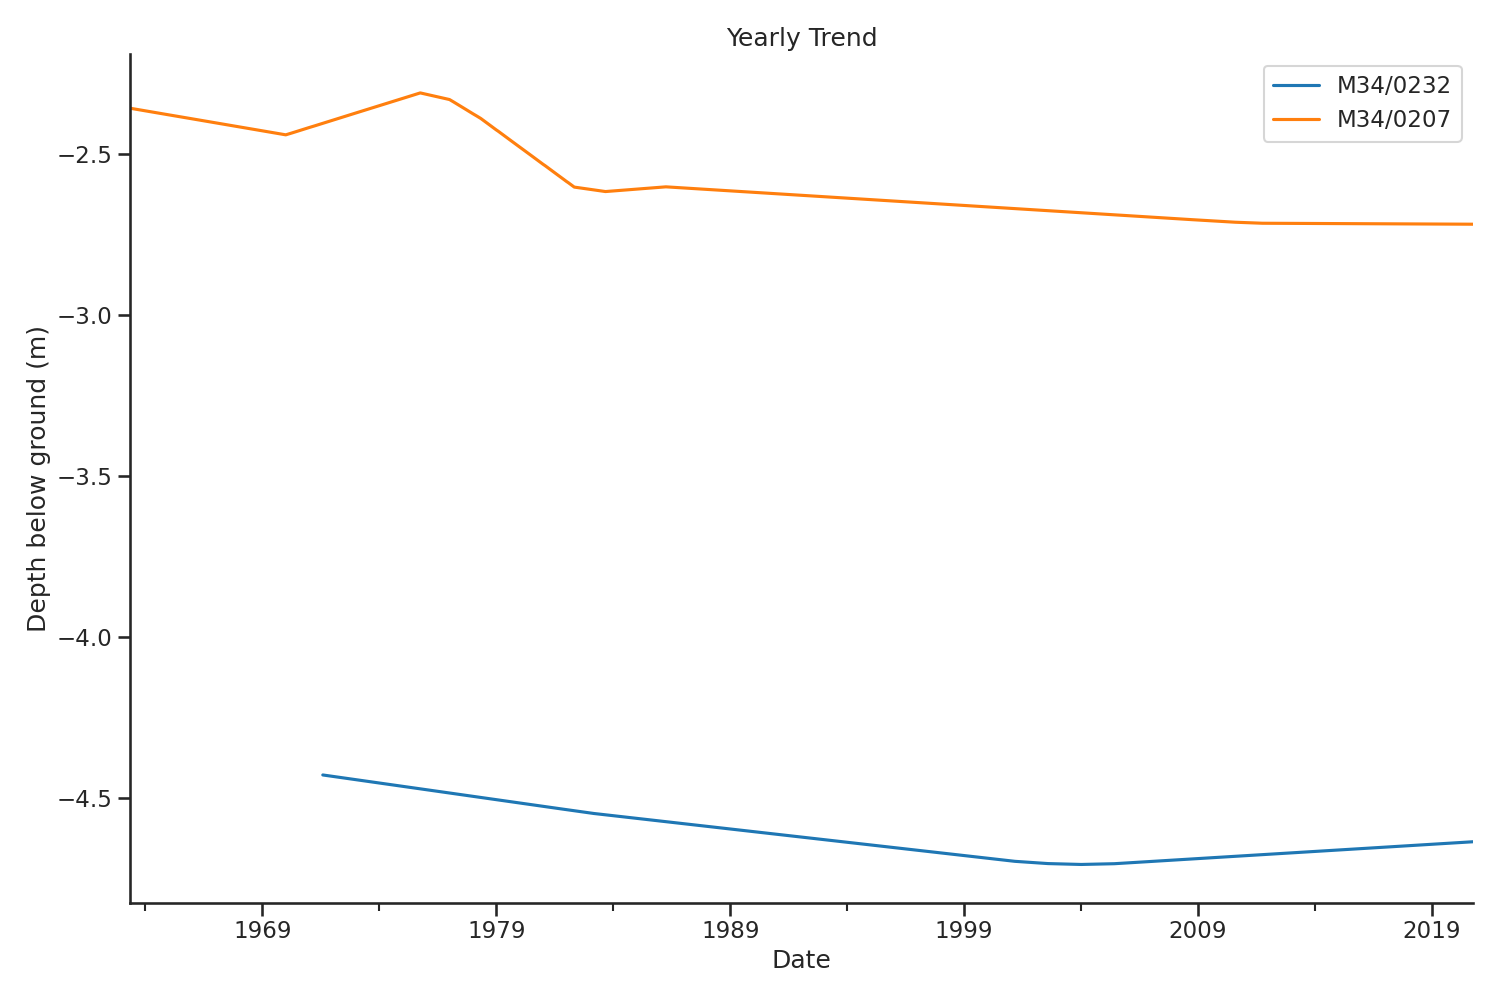 Yearly Trend
M34/0232
M34/0207
Depth below ground (m)
−2.5
−3.0
−3.5
−4.0
−4.5
1969 1979 1989 1999 2009 2019
Date